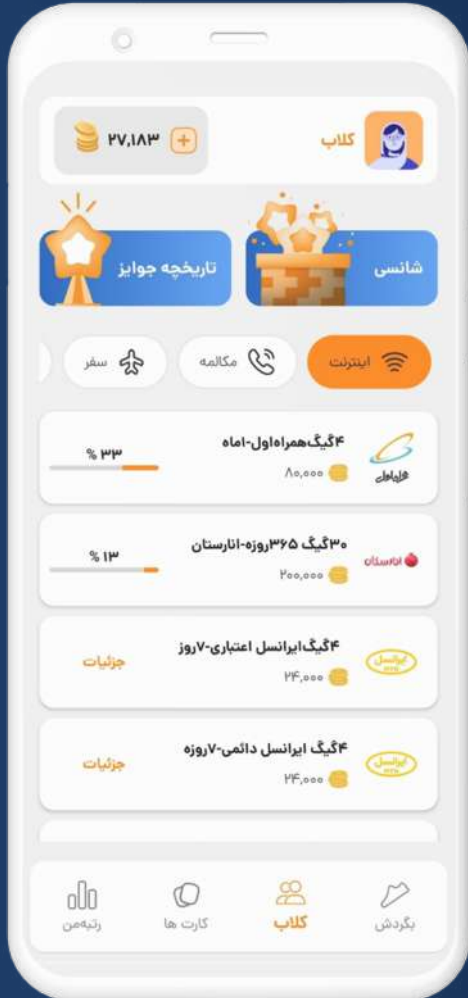 کلاب
۲۷,۱۸۳
شانسی
تاریخچه جوایز
اینترنت
مکالمه
سفر
همراه اول
۴گیگ‌همراه‌اول-۱ماه
۸۰,۰۰۰
۳۳ %
انارستان
۳۰گیگ ۳۶۵روزه-انارستان
۲۰۰,۰۰۰
۱۳ %
ایرانسل
۴گیگ‌ایرانسل اعتباری-۷روز
۲۴,۰۰۰
جزئیات
ایرانسل
۴گیگ ایرانسل دائمی-۷روزه
۲۴,۰۰۰
جزئیات
بگردش
کلاب
کارت ها
رتبه‌من